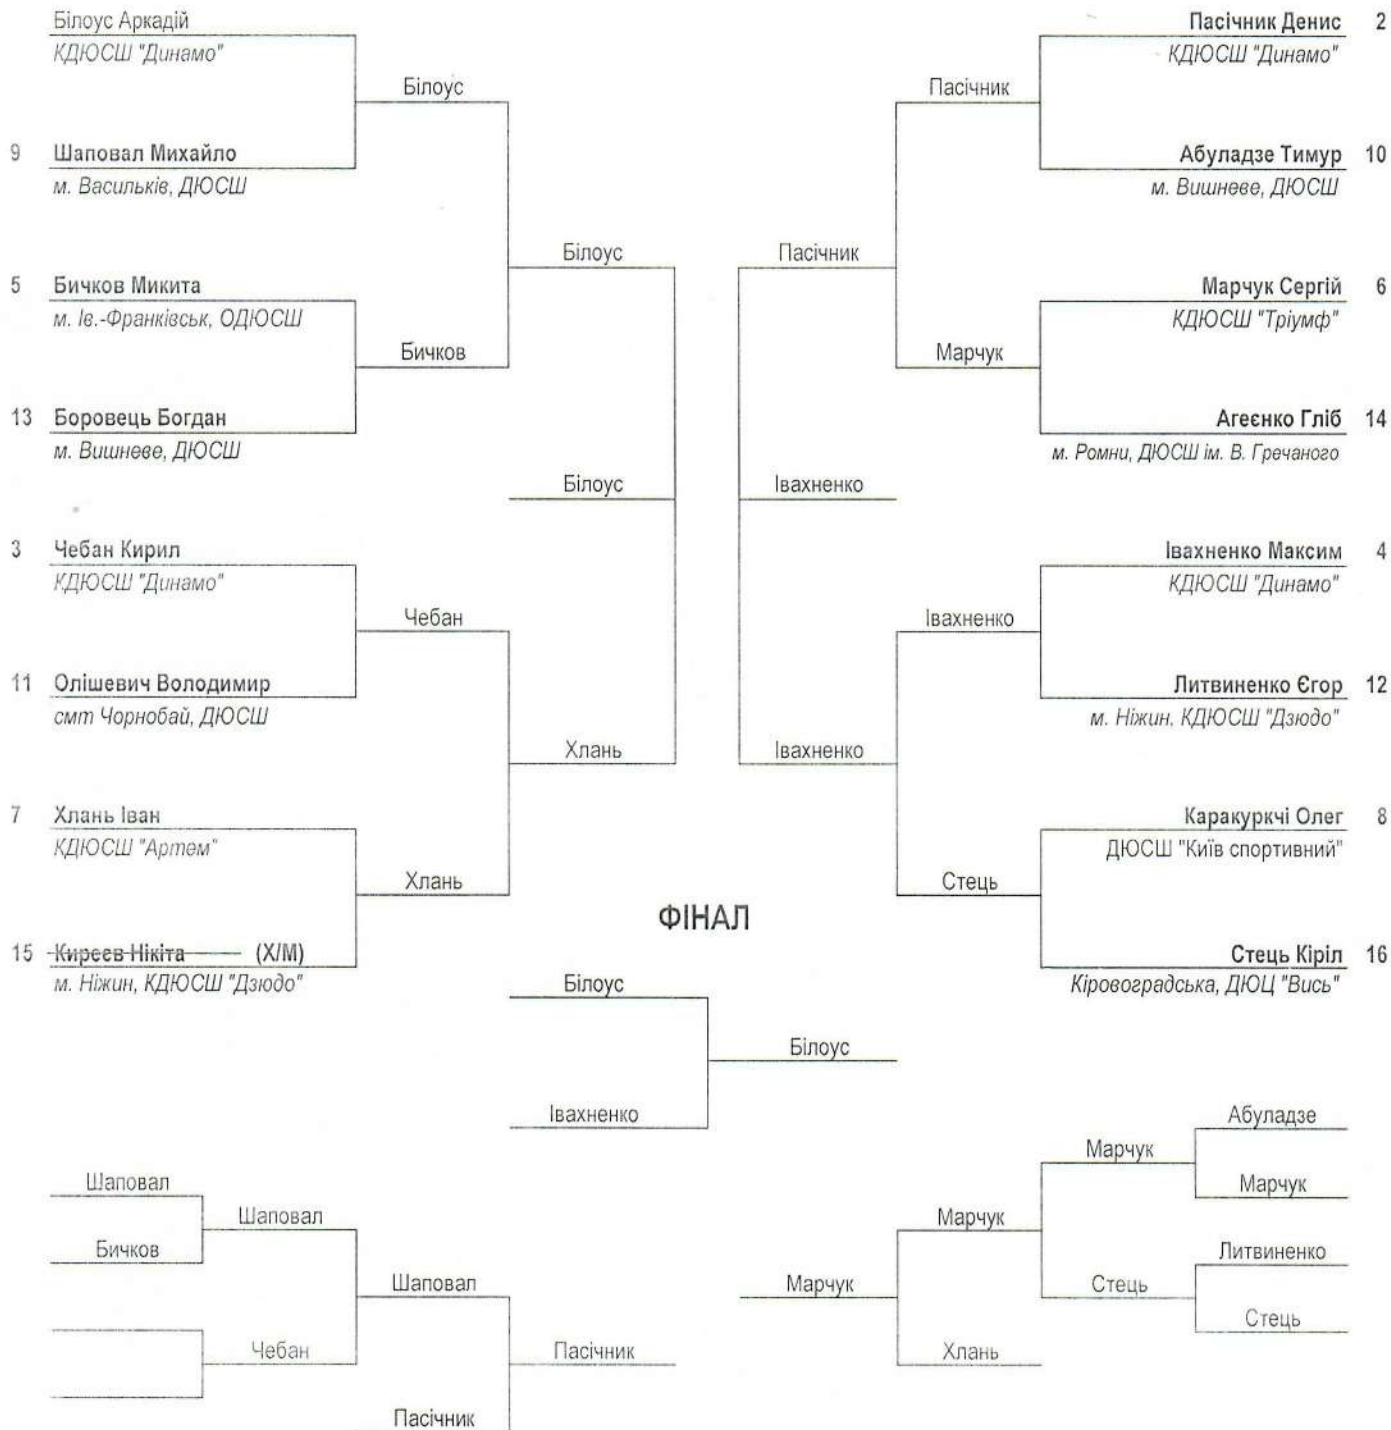 Білоус Аркадій
КДЮСШ "Динамо"
Білоус
9 Шаповал Михайло
м. Васильків, ДЮСШ
Білоус
5 Бичков Микита
м. Ів.-Франківськ, ОДЮСШ
Бичков
13 Боровець Богдан
м. Вишневе, ДЮСШ
Білоус
3 Чебан Кирил
КДЮСШ "Динамо"
Чебан
11 Олішевич Володимир
смт Чорнобай, ДЮСШ
Хлань
7 Хлань Іван
КДЮСШ "Артем"
Хлань
15 Киреєв Нікіта (Х/М)
м. Ніжин, КДЮСШ "Дзюдо"
Пасічник Денис 2
КДЮСШ "Динамо"
Пасічник
Абуладзе Тимур 10
м. Вишневе, ДЮСШ
Пасічник
Марчук Сергій 6
КДЮСШ "Тріумф"
Марчук
Агеєнко Гліб 14
м. Ромни, ДЮСШ ім. В. Гречаного
Івахненко
Івахненко Максим 4
КДЮСШ "Динамо"
Івахненко
Литвиненко Єгор 12
м. Ніжин, КДЮСШ "Дзюдо"
Івахненко
Каракуркчі Олег 8
ДЮСШ "Київ спортивний"
Стець
Стець Кіріл 16
Кіровоградська, ДЮЦ "Вись"
ФІНАЛ
Білоус
Білоус
Івахненко
Шаповал
Шаповал
Бичков
Шаповал
Чебан
Пасічник
Пасічник
Абуладзе
Марчук
Марчук
Марчук
Литвиненко
Марчук
Стець
Стець
Хлань